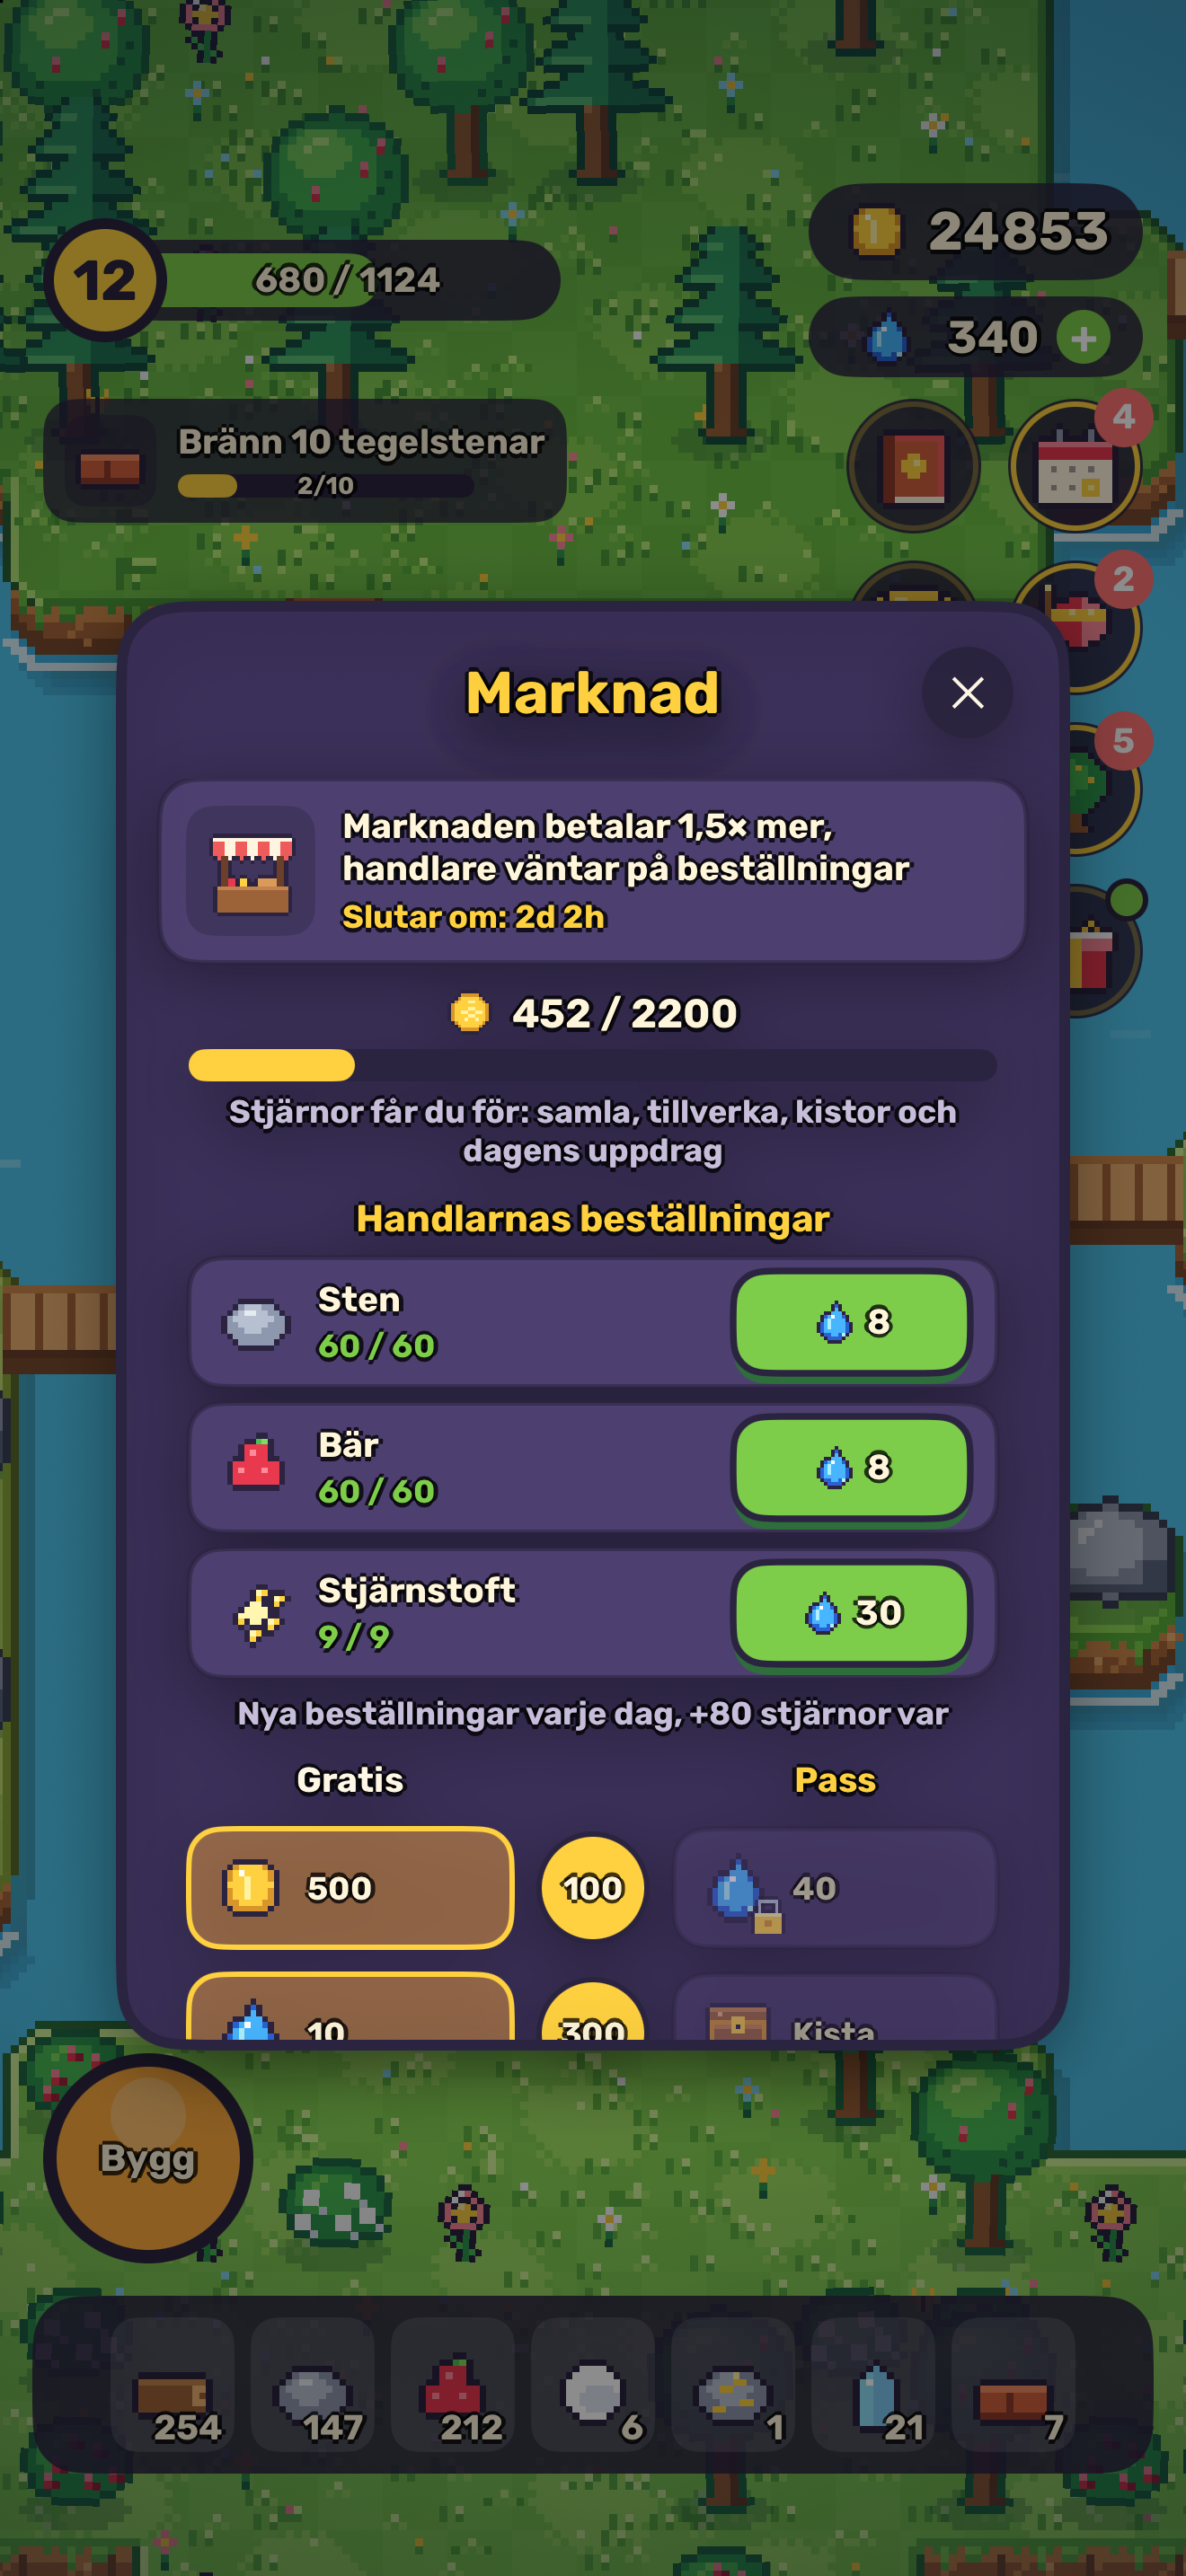 24853
12
680 / 1124
340
+
4
Bränn 10 tegelstenar
2/10
2
5
Marknad
Marknaden betalar 1,5× mer,
handlare väntar på beställningar
Slutar om: 2d 2h
452 / 2200
Stjärnor får du för: samla, tillverka, kistor och
dagens uppdrag
Handlarnas beställningar
Sten
60 / 60
8
Bär
60 / 60
8
Stjärnstoft
9 / 9
30
Nya beställningar varje dag, +80 stjärnor var
Gratis
Pass
500
100
40
10
300
Kista
Bygg
254
147
212
6
1
21
7